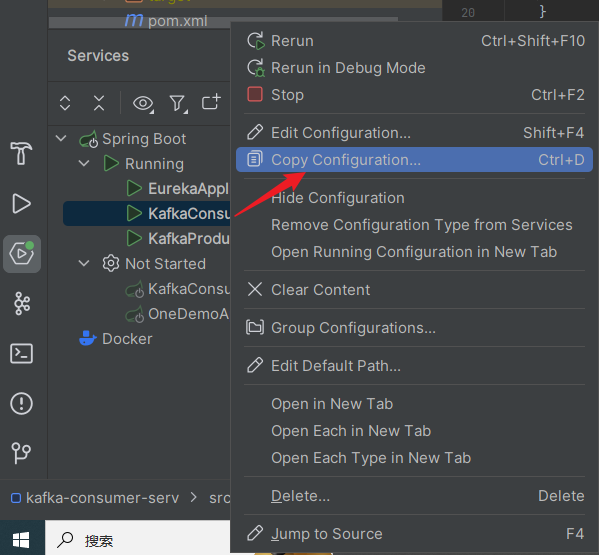 target
pom.xml
20
}
Services
Spring Boot
Running
EurekaAppl
KafkaConsu
KafkaProdu
Not Started
KafkaConsu
OneDemoA
Docker
Rerun Ctrl+Shift+F10
Rerun in Debug Mode
Stop Ctrl+F2
Edit Configuration... Shift+F4
Copy Configuration... Ctrl+D
Hide Configuration
Remove Configuration Type from Services
Open Running Configuration in New Tab
Clear Content
Group Configurations...
Edit Default Path...
Open in New Tab
Open Each in New Tab
Open Each Type in New Tab
Delete... Delete
Jump to Source F4
kafka-consumer-serv > src
搜索